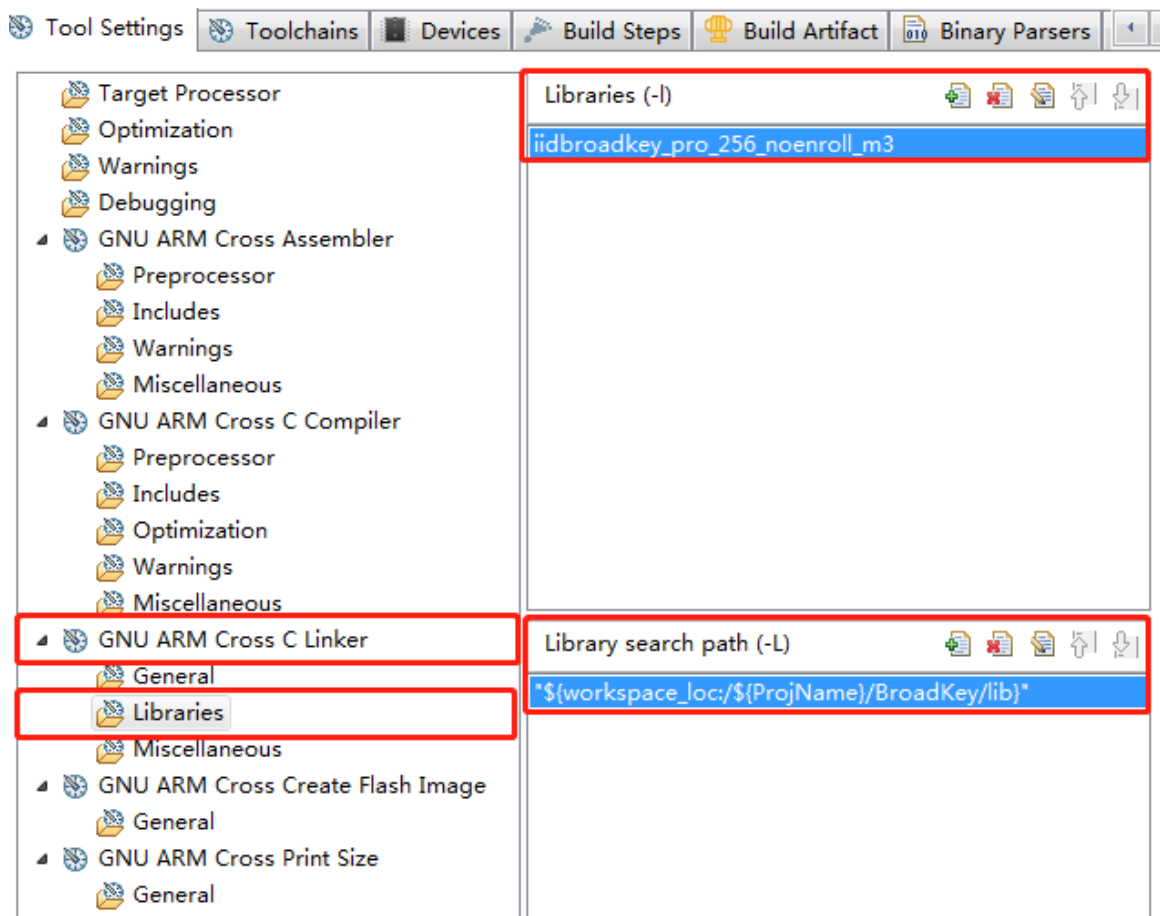 Tool Settings Toolchains Devices Build Steps Build Artifact Binary Parsers
Target Processor
Optimization
Warnings
Debugging
GNU ARM Cross Assembler
Preprocessor
Includes
Warnings
Miscellaneous
GNU ARM Cross C Compiler
Preprocessor
Includes
Optimization
Warnings
Miscellaneous
GNU ARM Cross C Linker
General
Libraries
Miscellaneous
GNU ARM Cross Create Flash Image
General
GNU ARM Cross Print Size
General
Libraries (-l)
iidbroadkey_pro_256_noenroll_m3
Library search path (-L)
"${workspace_loc:/${ProjName}/BroadKey/lib}"